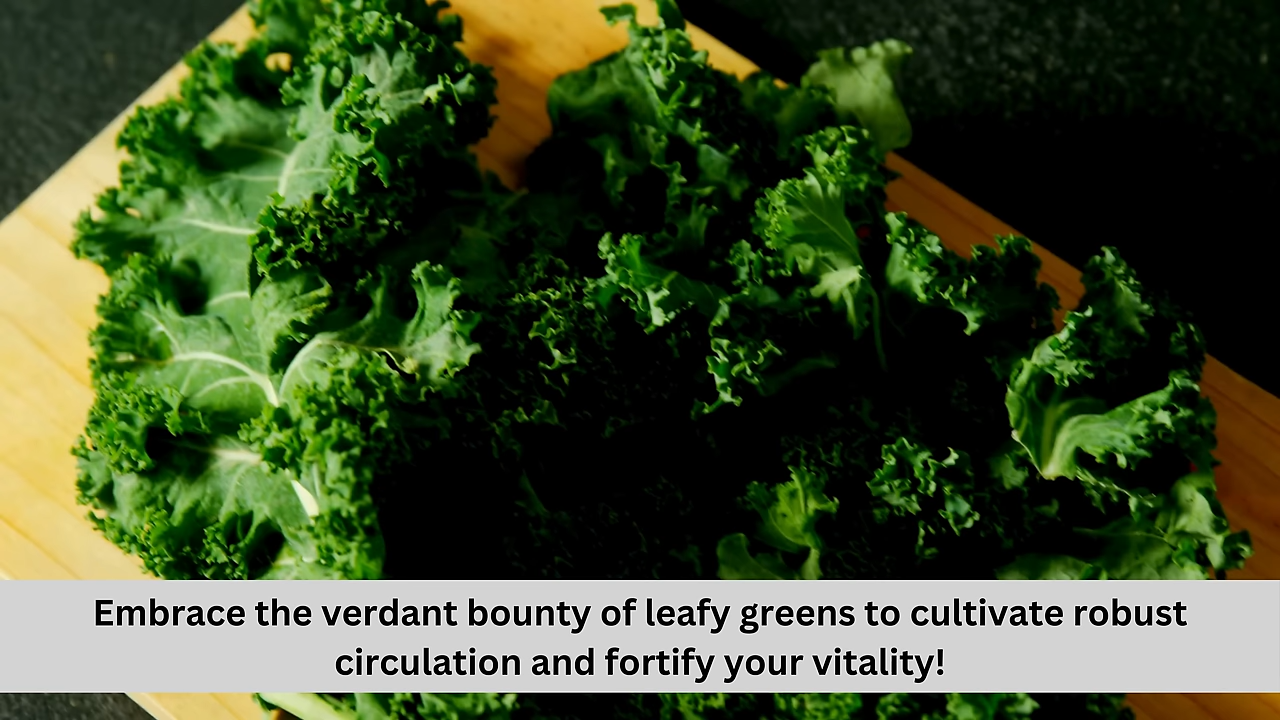 Embrace the verdant bounty of leafy greens to cultivate robust
circulation and fortify your vitality!